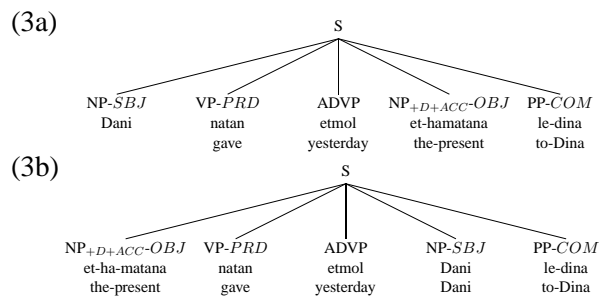 (3a)
S
NP-SBJ VP-PRD ADVP NP+D+ACC-OBJ PP-COM
Dani natan etmol et-hamatana le-dina
gave yesterday the-present to-Dina
(3b)
S
NP+D+ACC-OBJ VP-PRD ADVP NP-SBJ PP-COM
et-ha-matana natan etmol Dani le-dina
the-present gave yesterday Dani to-Dina